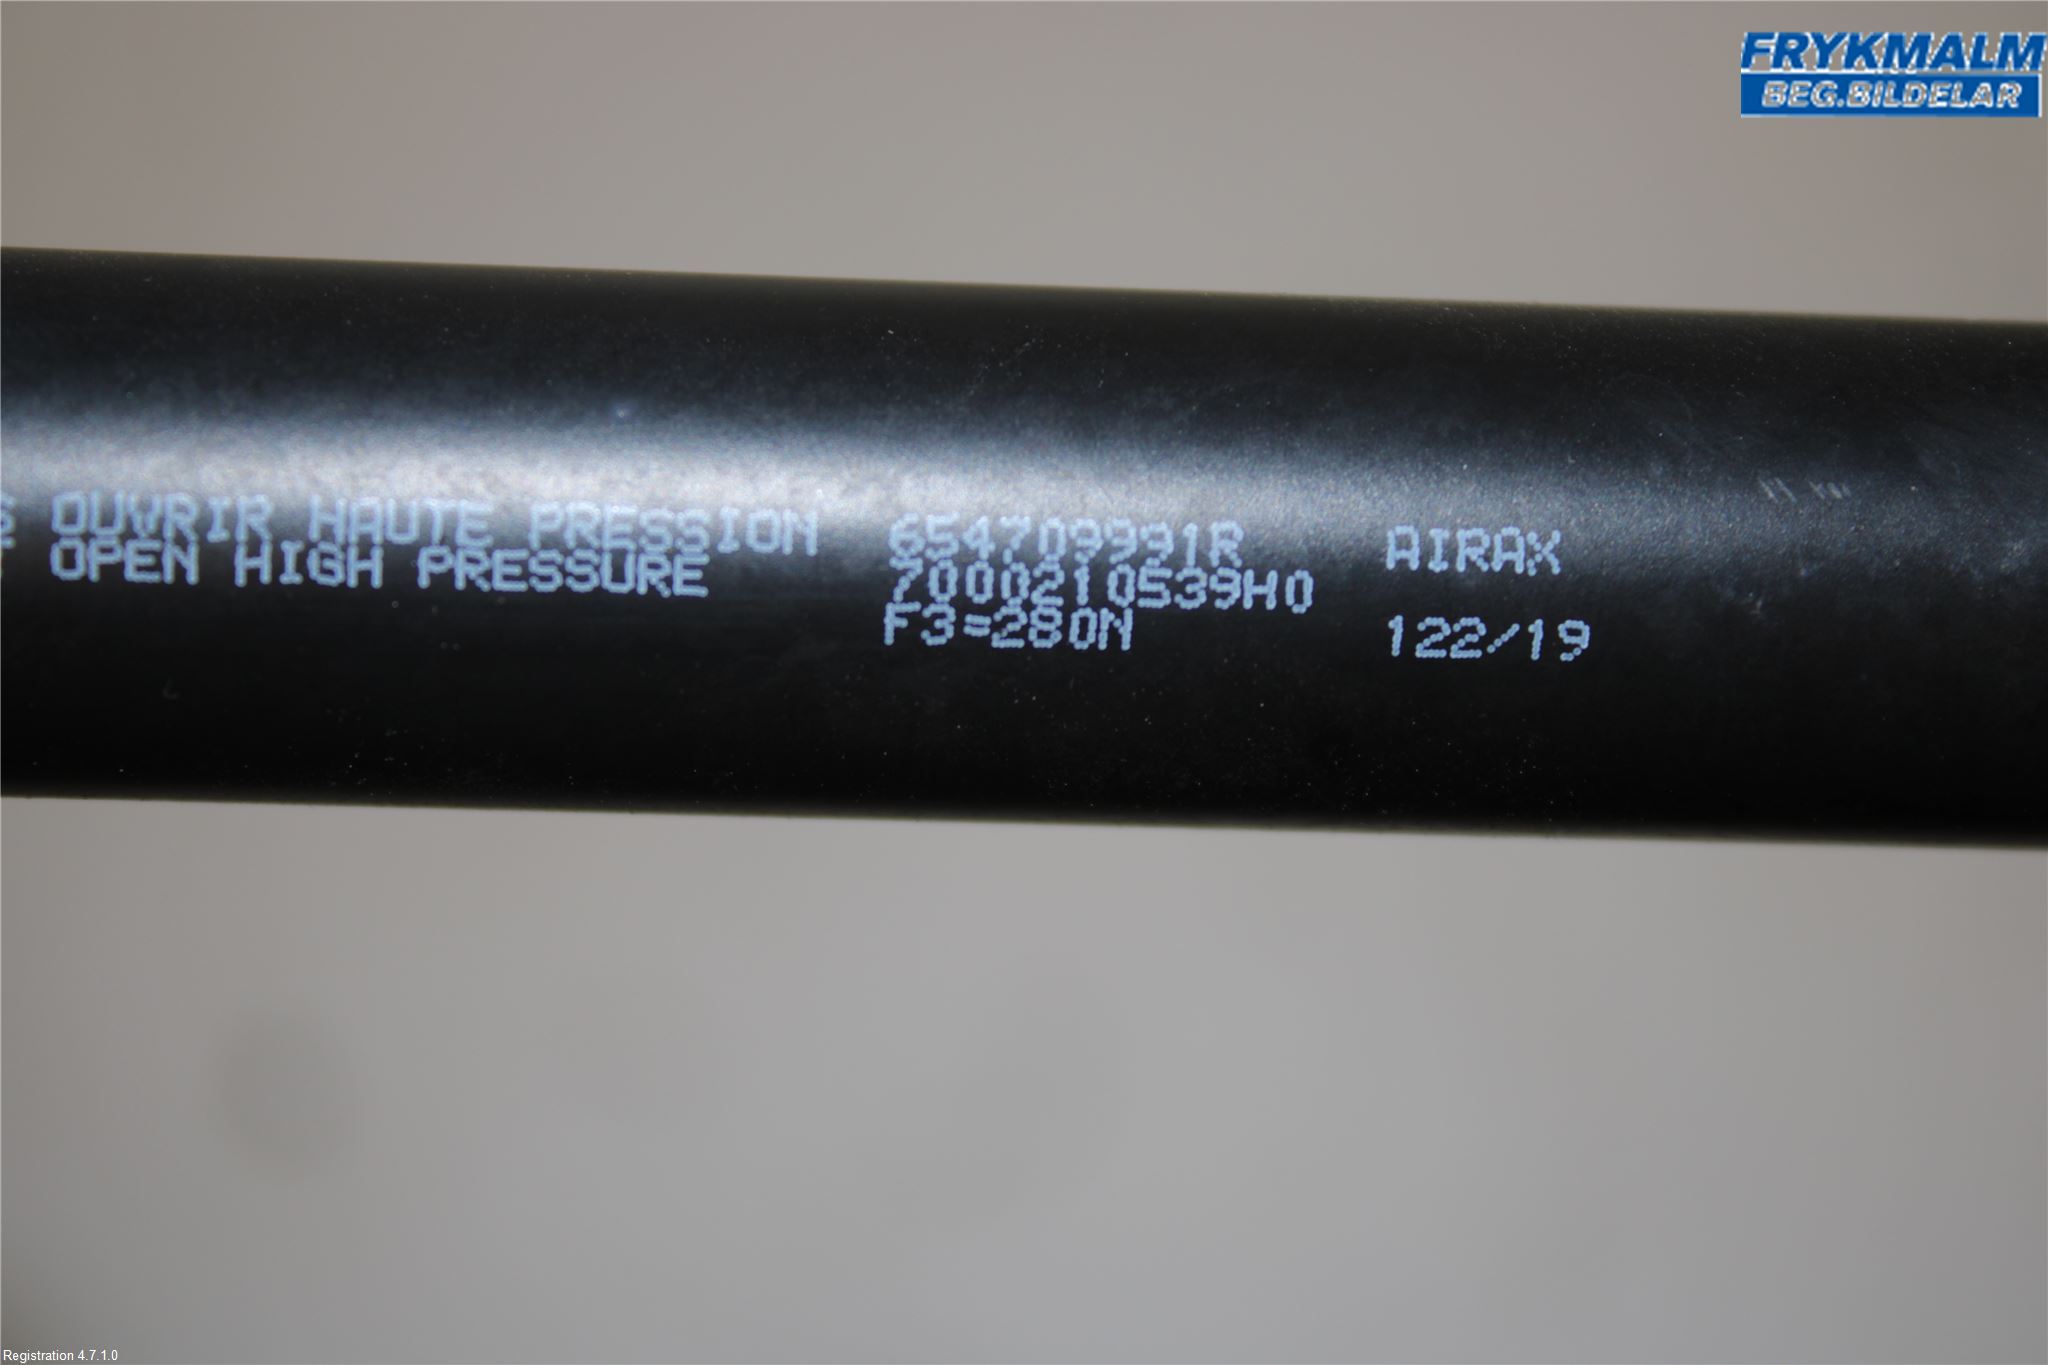 FRYKMALM
BEG.BILDELAR
OUVRIR HAUTE PRESSION 654709991R AIRAX
OPEN HIGH PRESSURE 7000210539H0
F3=280N 122/19
Registration 4.7.1.0